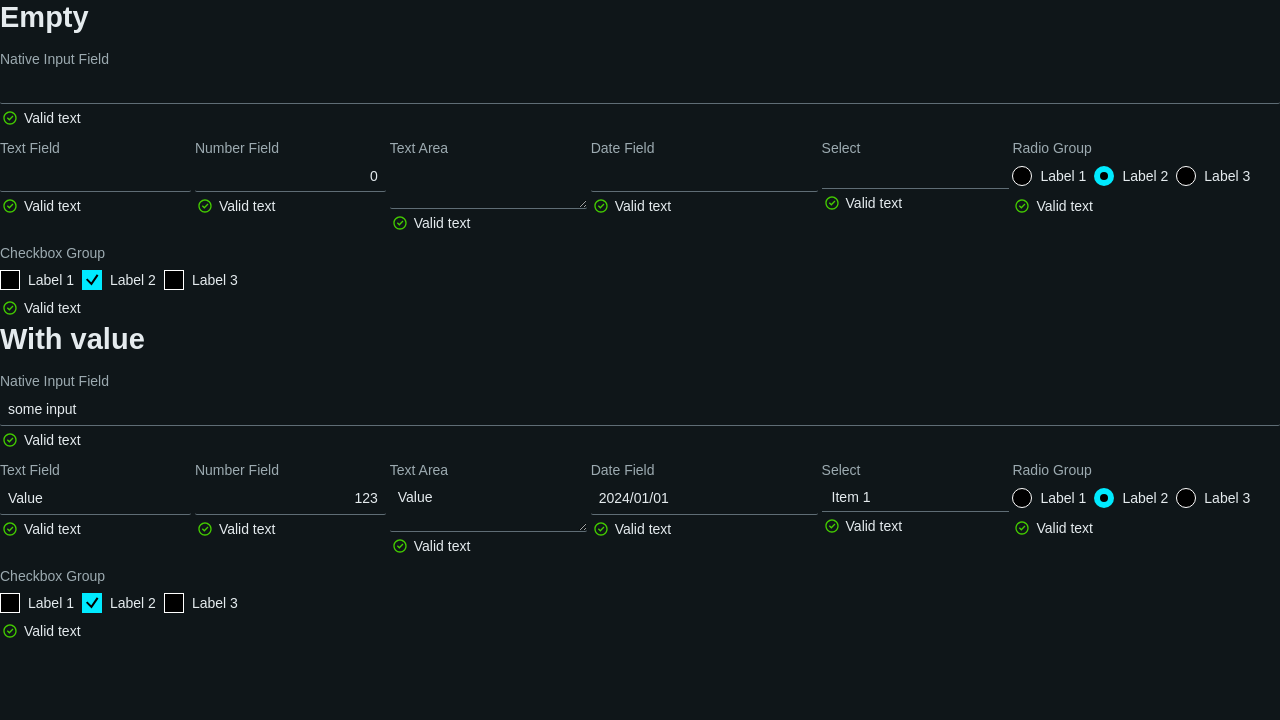 Empty
Native Input Field
Valid text
Text Field Number Field Text Area Date Field Select Radio Group
0 Label 1 Label 2 Label 3
Valid text Valid text Valid text Valid text Valid text Valid text
Checkbox Group
Label 1 Label 2 Label 3
Valid text
With value
Native Input Field
some input
Valid text
Text Field Number Field Text Area Date Field Select Radio Group
Value 123 Value 2024/01/01 Item 1 Label 1 Label 2 Label 3
Valid text Valid text Valid text Valid text Valid text Valid text
Checkbox Group
Label 1 Label 2 Label 3
Valid text